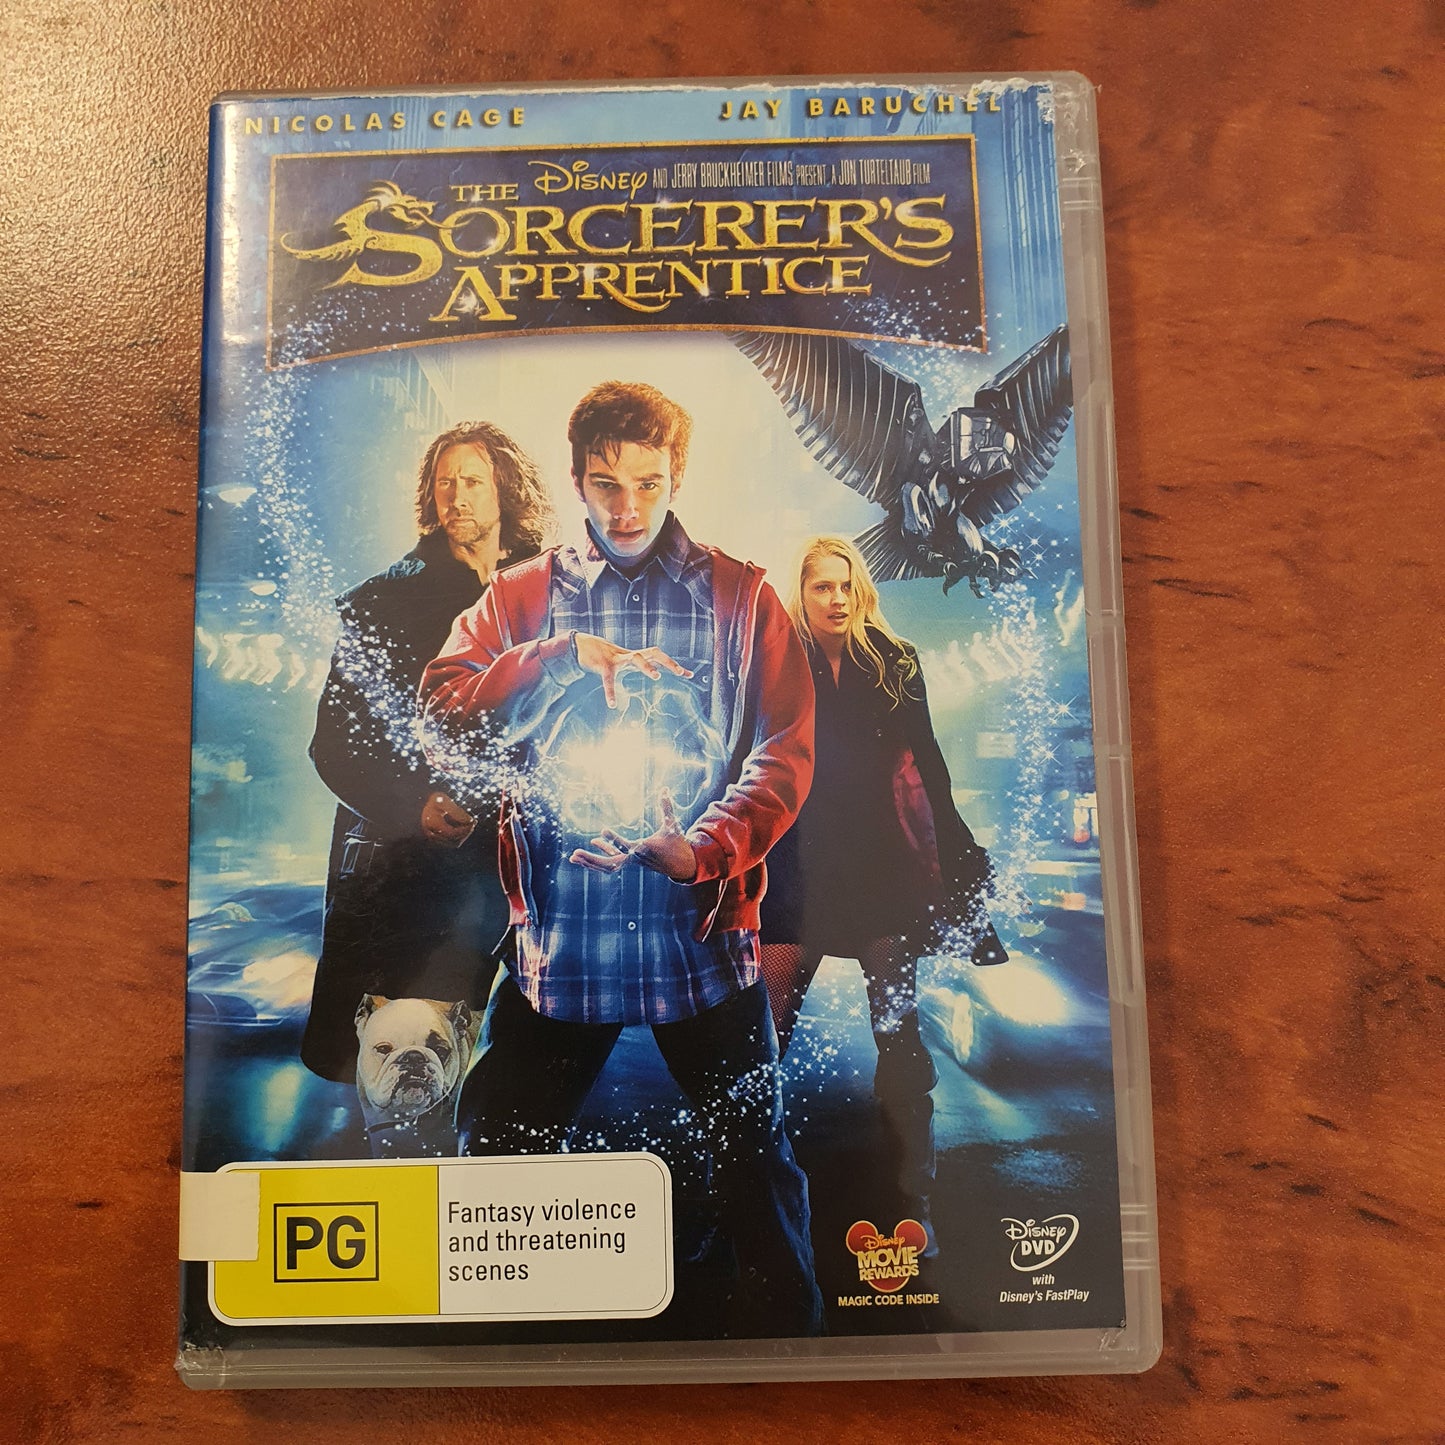 NICOLAS CAGE JAY BARUCHEL
DISNEY AND JERRY BRUCKHEIMER FILMS PRESENT A JON TURTELTAUB FILM
THE
SORCERER'S
APPRENTICE
PG
Fantasy violence
and threatening
scenes
DISNEY
MOVIE
REWARDS
MAGIC CODE INSIDE
DISNEY
DVD
with
Disney's FastPlay